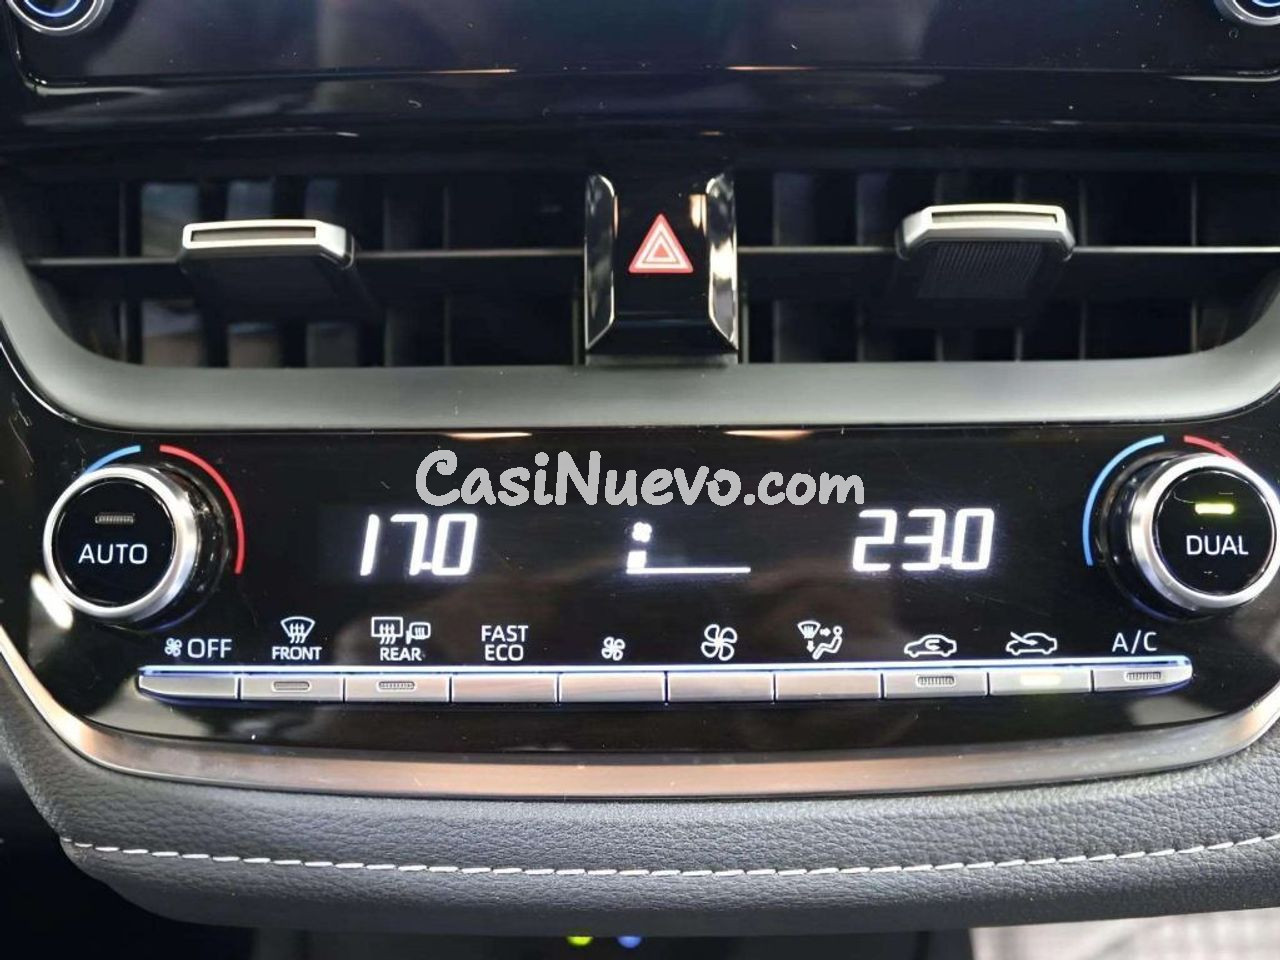 CasiNuevo.com
17.0
23.0
AUTO
DUAL
OFF
FRONT
REAR
FAST
ECO
A/C